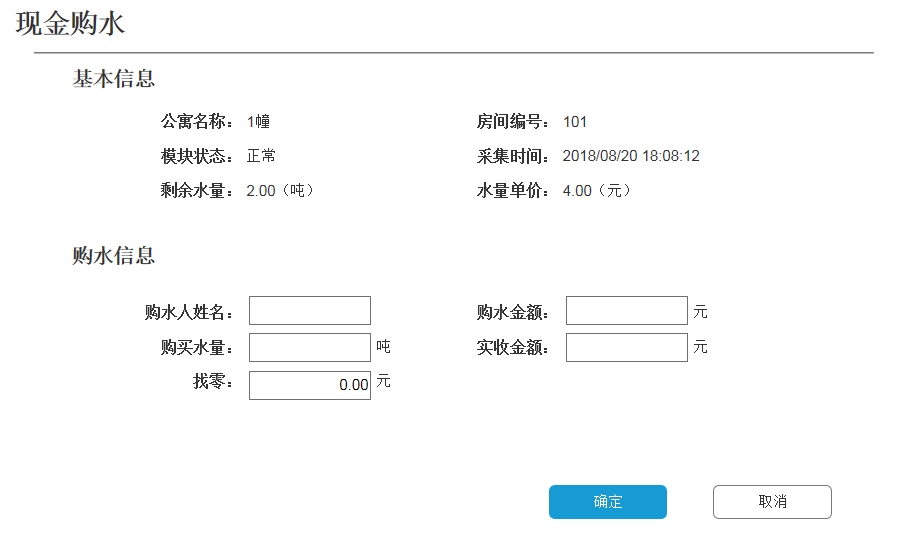 现金购水
基本信息
公寓名称： 1幢 房间编号： 101
模块状态： 正常 采集时间： 2018/08/20 18:08:12
剩余水量： 2.00（吨） 水量单价： 4.00（元）
购水信息
购水人姓名： 购水金额： 元
购买水量： 吨 实收金额： 元
找零： 0.00 元
确定 取消